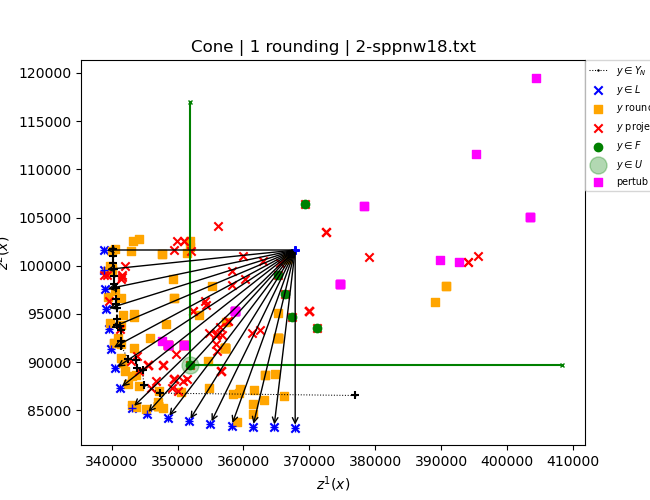 Cone | 1 rounding | 2-sppnw18.txt
120000
115000
110000
105000
100000
95000
90000
85000
z²(x)
340000 350000 360000 370000 380000 390000 400000 410000
z¹(x)
y ∈ Y_N
y ∈ L
y roun
y proje
y ∈ F
y ∈ U
pertub